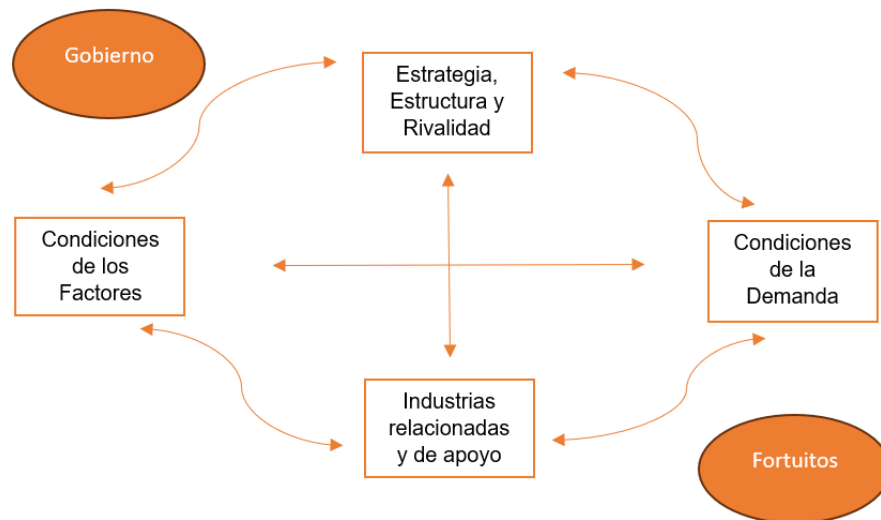 Gobierno
Estrategia,
Estructura y
Rivalidad
Condiciones
de los
Factores
Condiciones
de la
Demanda
Industrias
relacionadas
y de apoyo
Fortuitos